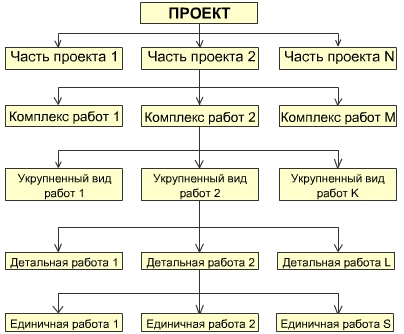 ПРОЕКТ
Часть проекта 1
Часть проекта 2
Часть проекта N
Комплекс работ 1
Комплекс работ 2
Комплекс работ M
Укрупненный вид
работ 1
Укрупненный вид
работ 2
Укрупненный вид
работ K
Детальная работа 1
Детальная работа 2
Детальная работа L
Единичная работа 1
Единичная работа 2
Единичная работа S